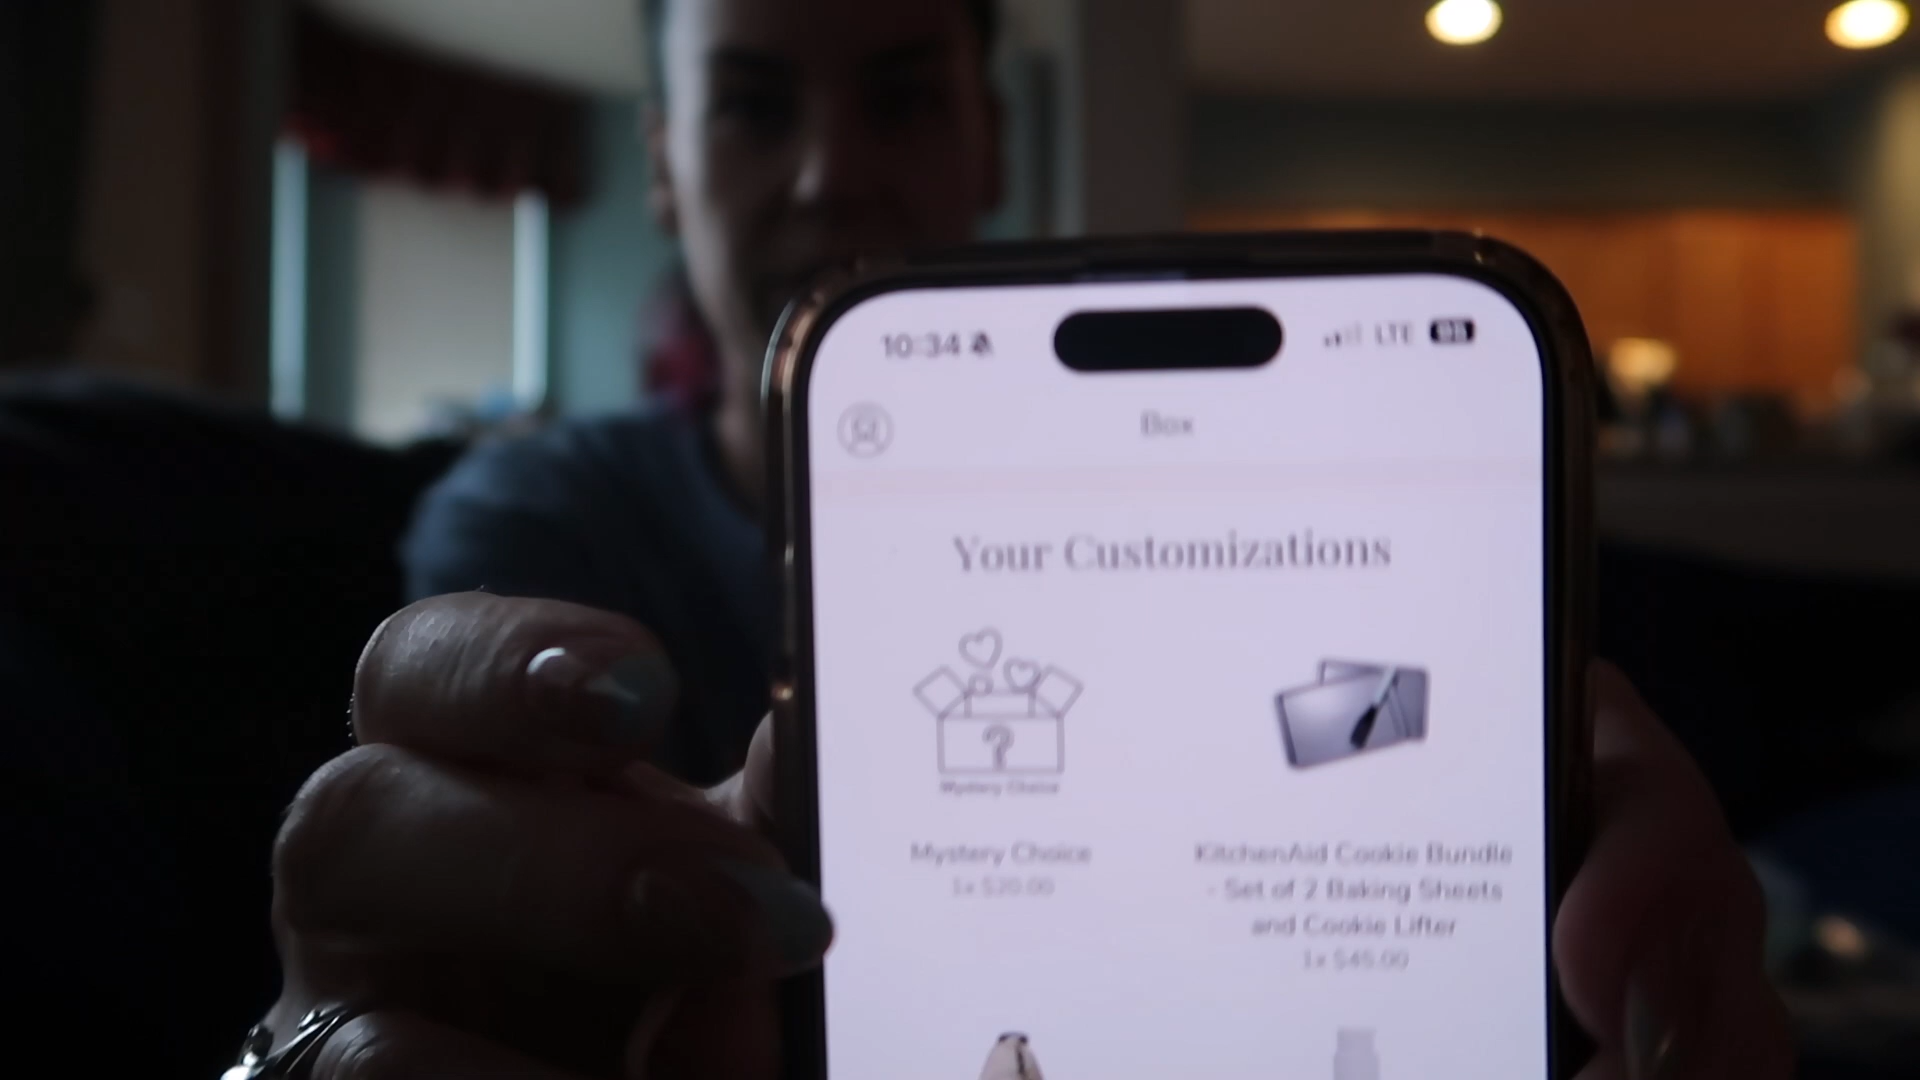 10:34
LTE
Box
Your Customizations
Mystery Choice
Mystery Choice
1x $20.00
KitchenAid Cookie Bundle
- Set of 2 Baking Sheets
and Cookie Lifter
1x $45.00